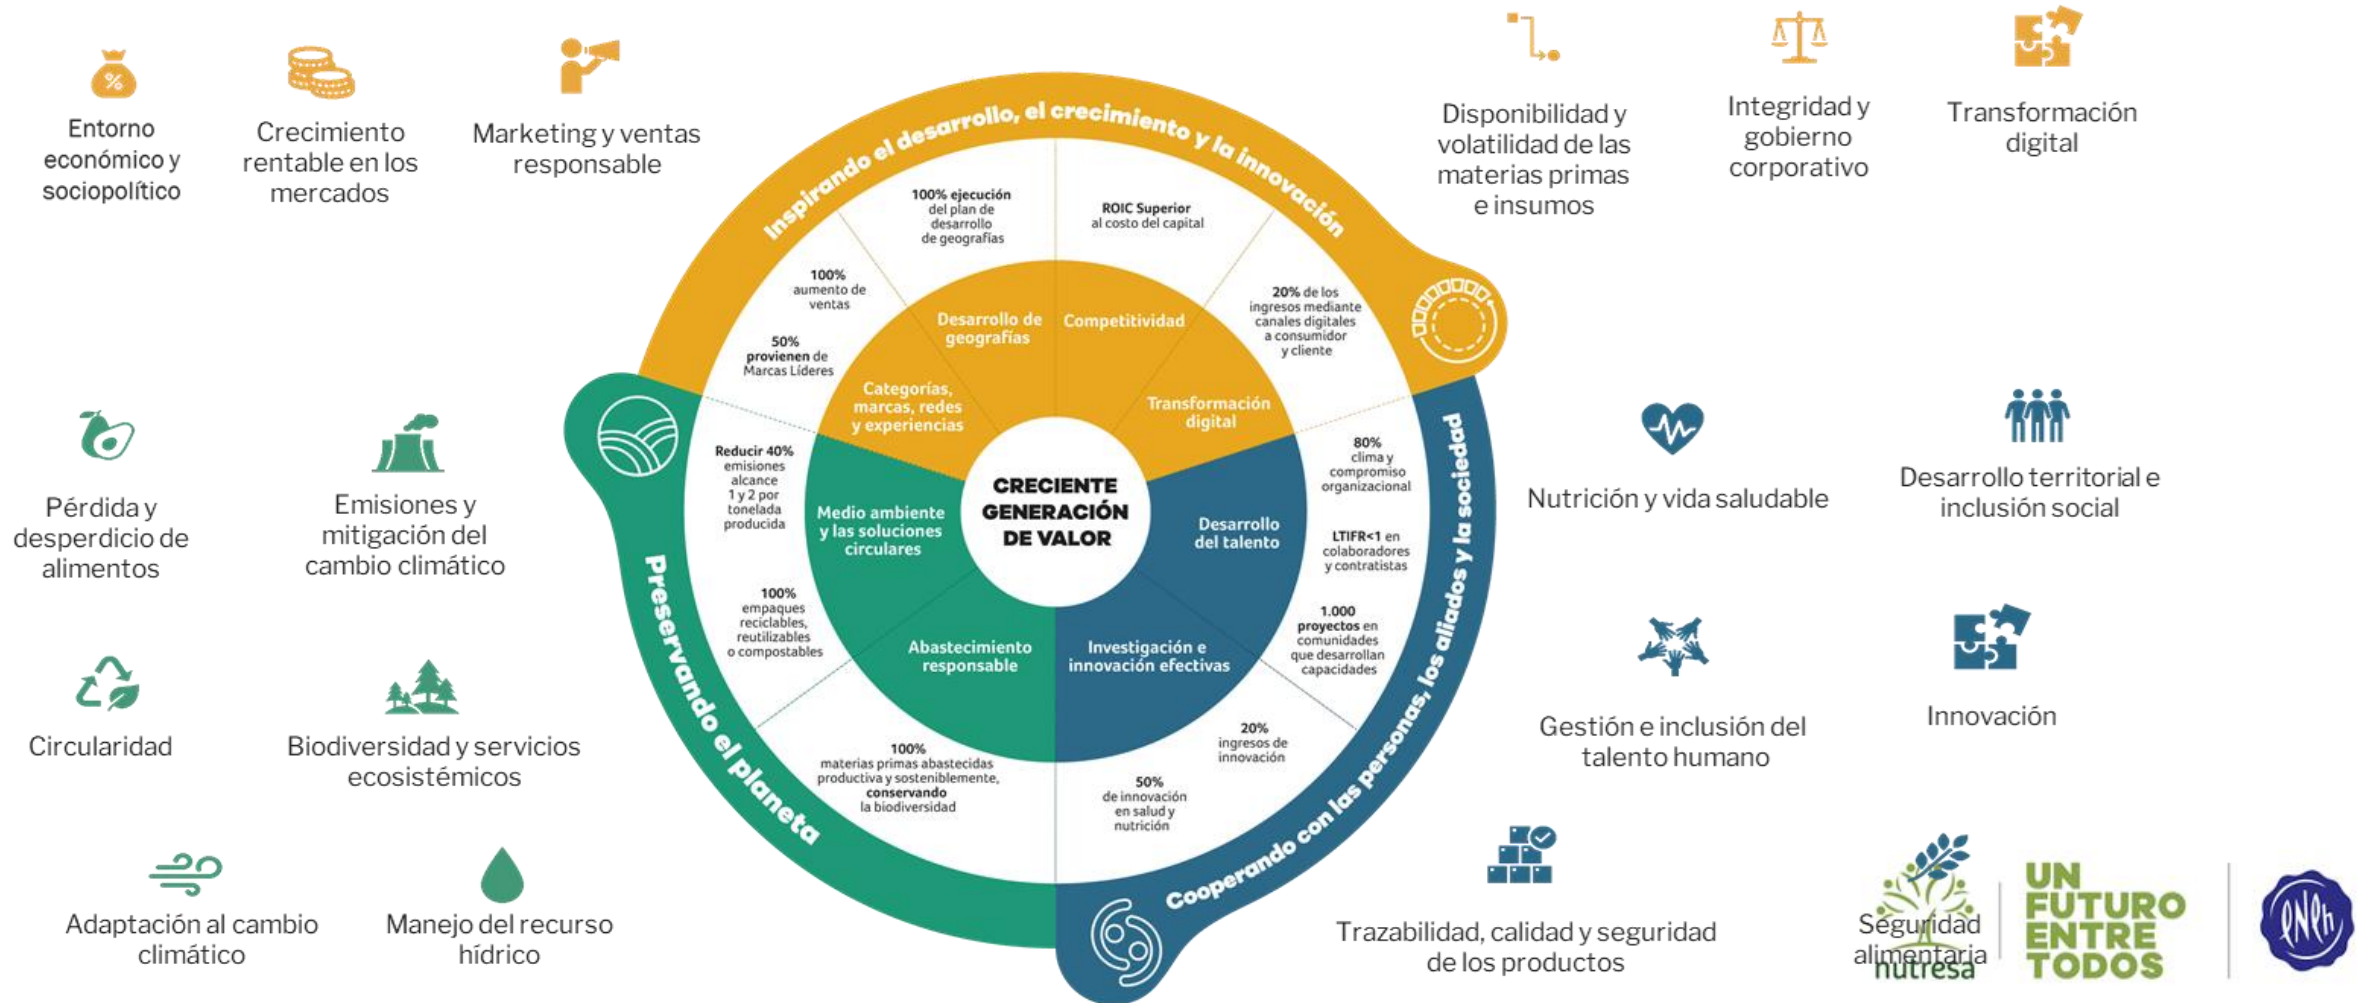 Entorno
económico y
sociopolítico
Crecimiento
rentable en los
mercados
Marketing y ventas
responsable
Disponibilidad y
volatilidad de las
materias primas
e insumos
Integridad y
gobierno
corporativo
Transformación
digital
Inspirando el desarrollo, el crecimiento y la innovación
100% ejecución
del plan de
desarrollo
de geografías
ROIC Superior
al costo del capital
100%
aumento de
ventas
50%
provienen de
Marcas Líderes
20% de los
ingresos mediante
canales digitales
a consumidor
y cliente
Desarrollo de
geografías
Competitividad
Categorías,
marcas, redes
y experiencias
Transformación
digital
CRECIENTE
GENERACIÓN
DE VALOR
Pérdida y
desperdicio de
alimentos
Emisiones y
mitigación del
cambio climático
Circularidad
Biodiversidad y servicios
ecosistémicos
Adaptación al cambio
climático
Manejo del recurso
hídrico
Preservando el planeta
Reducir 40%
emisiones
alcance
1 y 2 por
tonelada
producida
100%
empaques
reciclables,
reutilizables
o compostables
100%
materias primas abastecidas
productiva y sosteniblemente,
conservando
la biodiversidad
Medio ambiente
y las soluciones
circulares
Abastecimiento
responsable
Desarrollo
del talento
Investigación e
innovación efectivas
80%
clima y
compromiso
organizacional
LTIFR<1 en
colaboradores
y contratistas
1.000
proyectos en
comunidades
que desarrollan
capacidades
20%
ingresos de
innovación
50%
de innovación
en salud y
nutrición
Cooperando con las personas, los aliados y la sociedad
Nutrición y vida saludable
Desarrollo territorial e
inclusión social
Gestión e inclusión del
talento humano
Innovación
Trazabilidad, calidad y seguridad
de los productos
Seguridad
alimentaria
nutresa
UN
FUTURO
ENTRE
TODOS